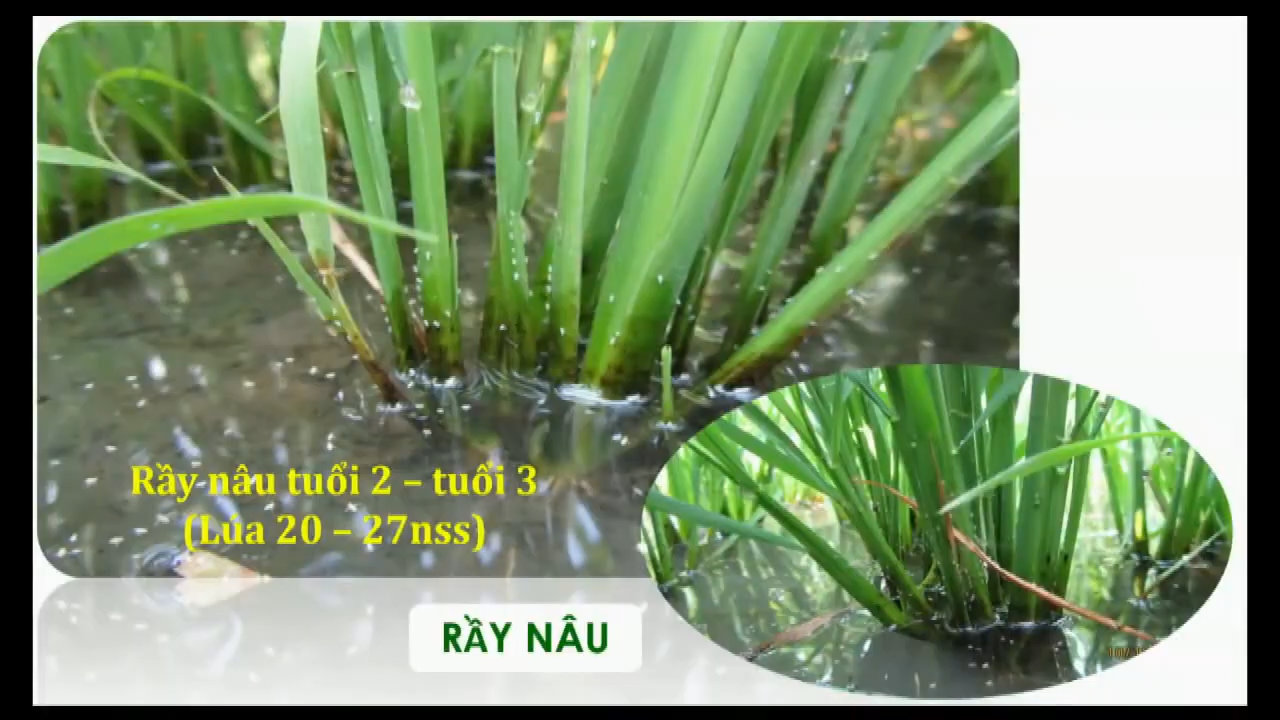 Rầy nâu tuổi 2 – tuổi 3
(Lúa 20 – 27nss)
RẦY NÂU